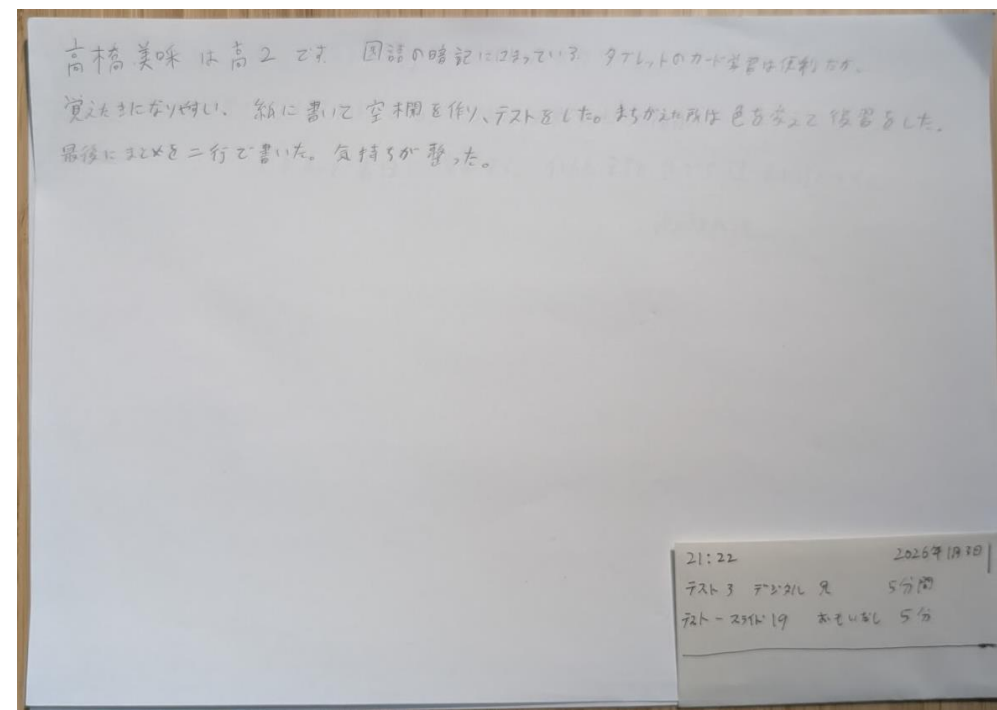 高橋美咲は高2です 国語の暗記に困っている タブレットのカード学習は便利だが、
覚えたきになりやすい、紙に書いて空欄を作り、テストをした。まちがえた所は色を変えて復習をした。
最後にまとめを二行で書いた。気持ちが整った。
21:22 2026年1月3日
テスト3 デジタル 5分間
テスト-スライド19 おもいだし 5分